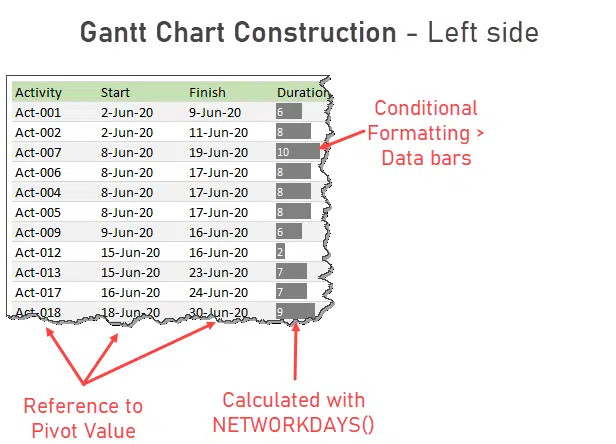 Gantt Chart Construction - Left side
Activity Start Finish Duration
Act-001 2-Jun-20 9-Jun-20 6
Act-002 2-Jun-20 11-Jun-20 8
Act-007 8-Jun-20 19-Jun-20 10
Act-006 8-Jun-20 17-Jun-20 8
Act-004 8-Jun-20 17-Jun-20 8
Act-005 8-Jun-20 17-Jun-20 8
Act-009 9-Jun-20 16-Jun-20 6
Act-012 15-Jun-20 16-Jun-20 2
Act-013 15-Jun-20 23-Jun-20 7
Act-017 16-Jun-20 24-Jun-20 7
Act-018 18-Jun-20 30-Jun-20 9
Conditional
Formatting >
Data bars
Reference to
Pivot Value
Calculated with
NETWORKDAYS()